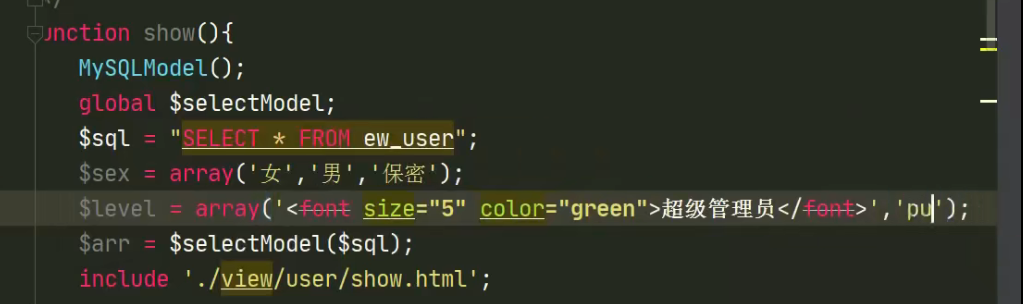 */
function show(){
MySQLModel();
global $selectModel;
$sql = "SELECT * FROM ew_user";
$sex = array('女','男','保密');
$level = array('<font size="5" color="green">超级管理员</font>','pu');
$arr = $selectModel($sql);
include './view/user/show.html';